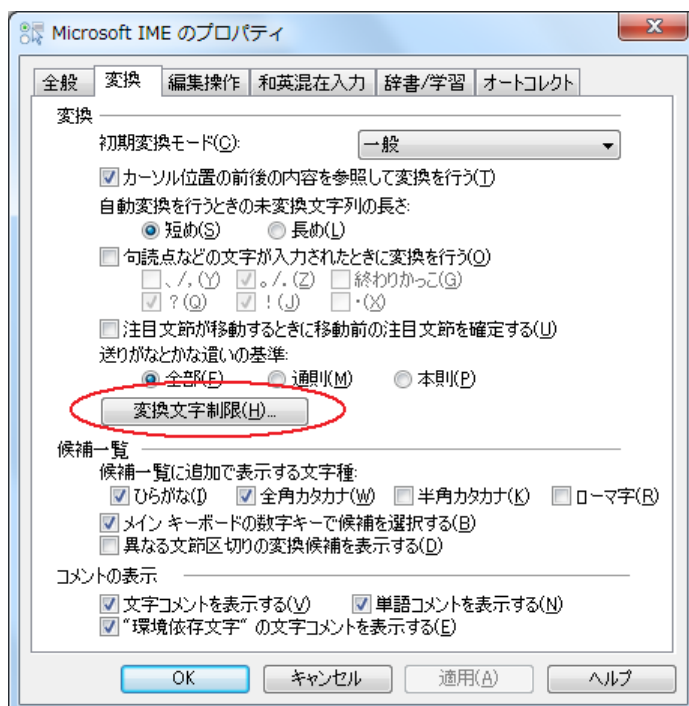 Microsoft IME のプロパティ
全般 変換 編集操作 和英混在入力 辞書/学習 オートコレクト
変換
初期変換モード(C): 一般
カーソル位置の前後の内容を参照して変換を行う(T)
自動変換を行うときの未変換文字列の長さ:
短め(S) 長め(L)
句読点などの文字が入力されたときに変換を行う(O)
、/，(Y) 。/．(Z) 終わりかっこ(G)
？(Q) ！(J) ・(X)
注目文節が移動するときに移動前の注目文節を確定する(U)
送りがなとかな遣いの基準:
全部(F) 通則(M) 本則(P)
変換文字制限(H)...
候補一覧
候補一覧に追加で表示する文字種:
ひらがな(I) 全角カタカナ(W) 半角カタカナ(K) ローマ字(R)
メイン キーボードの数字キーで候補を選択する(B)
異なる文節区切りの変換候補を表示する(D)
コメントの表示
文字コメントを表示する(V) 単語コメントを表示する(N)
"環境依存文字" の文字コメントを表示する(E)
OK キャンセル 適用(A) ヘルプ